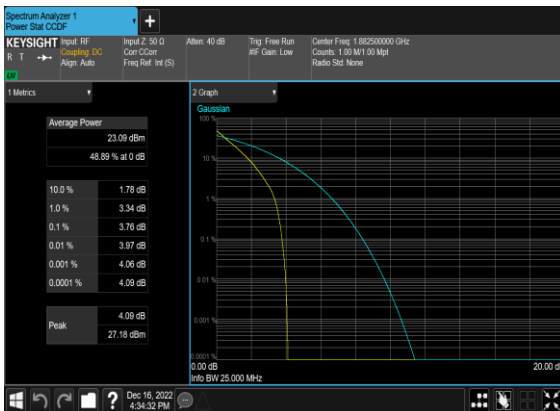 Spectrum Analyzer 1
Power Stat CCDF
+
KEYSIGHT
R T
LV
Input: RF
Coupling: DC
Align: Auto
Input Z: 50 Ω
Corr CCorr
Freq Ref: Int (S)
Atten: 40 dB
Trig: Free Run
#IF Gain: Low
Center Freq: 1.882500000 GHz
Counts: 1.00 M/1.00 Mpt
Radio Std: None
1 Metrics
Average Power
23.09 dBm
48.89 % at 0 dB
10.0 % 1.78 dB
1.0 % 3.34 dB
0.1 % 3.76 dB
0.01 % 3.97 dB
0.001 % 4.06 dB
0.0001 % 4.09 dB
Peak
4.09 dB
27.18 dBm
2 Graph
Gaussian
100 %
10 %
1 %
0.1 %
0.01 %
0.001 %
0.0001 %
0.00 dB
20.00 d
Info BW 25.000 MHz
?
Dec 16, 2022
4:34:32 PM